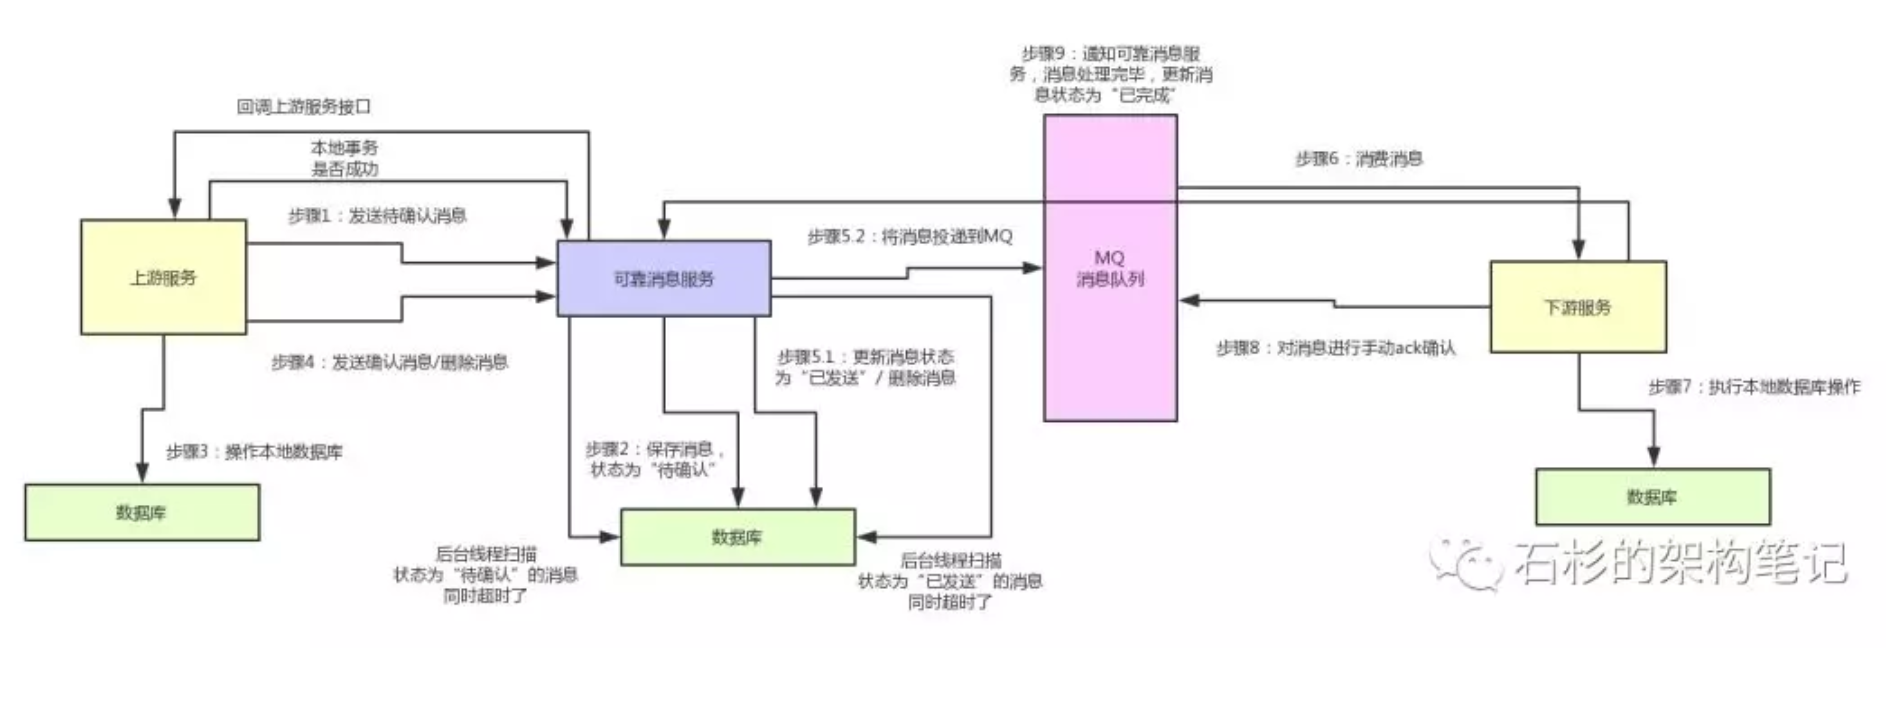 步骤9：通知可靠消息服
务，消息处理完毕，更新消
息状态为“已完成”
回调上游服务接口
本地事务
是否成功
步骤6：消费消息
步骤1：发送待确认消息
步骤5.2：将消息投递到MQ
上游服务
可靠消息服务
MQ
消息队列
下游服务
步骤4：发送确认消息/删除消息
步骤5.1：更新消息状态
为“已发送”/ 删除消息
步骤8：对消息进行手动ack确认
步骤7：执行本地数据库操作
步骤3：操作本地数据库
步骤2：保存消息，
状态为“待确认”
数据库
数据库
数据库
后台线程扫描
状态为“待确认”的消息
同时超时了
后台线程扫描
状态为“已发送”的消息
同时超时了
石杉的架构笔记